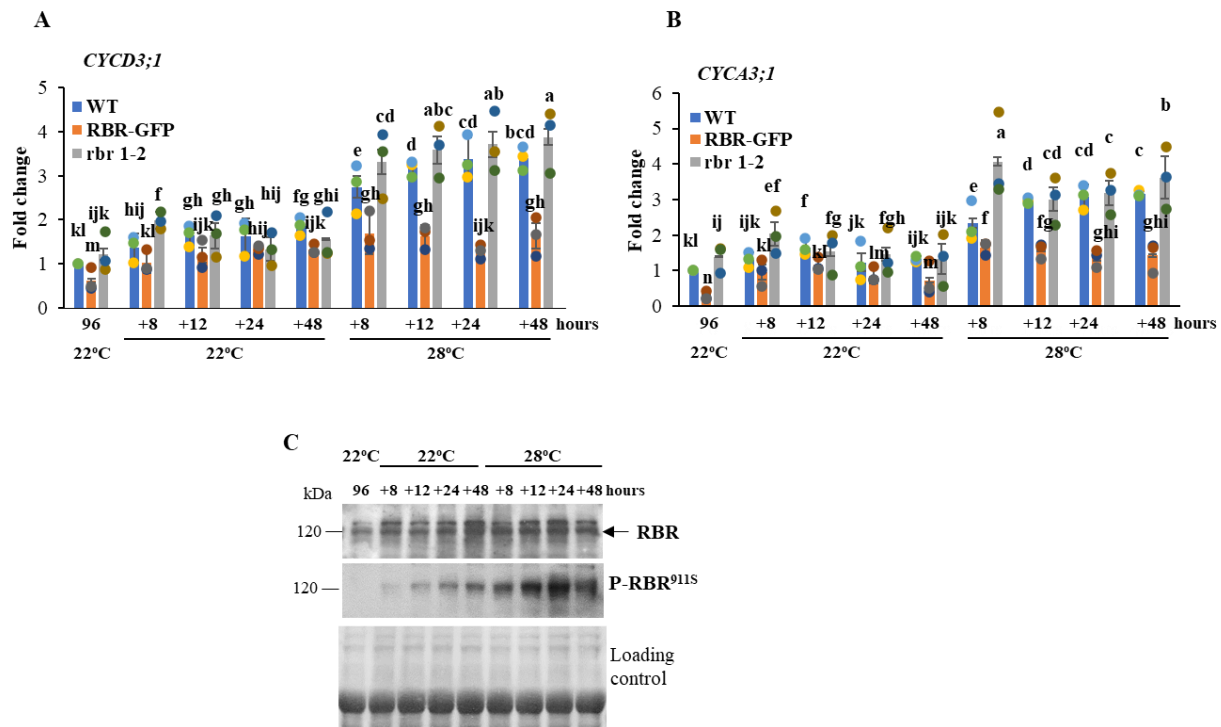 A
CYCD3;1
Fold change
5
4
3
2
1
0
WT
RBR-GFP
rbr 1-2
kl m ijk
hij kl f
gh ijk gh
gh hij hij
fg ijk ghi
e gh cd
d gh abc
cd ijk ab
bcd gh a
96 +8 +12 +24 +48 +8 +12 +24 +48 hours
22ºC 22ºC 28ºC
B
CYCA3;1
Fold change
6
5
4
3
2
1
0
WT
RBR-GFP
rbr 1-2
kl n ij
ijk kl ef
f kl fg
jk lm fgh
ijk m ijk
e f a
d fg cd
cd ghi c
c ghi b
96 +8 +12 +24 +48 +8 +12 +24 +48 hours
22ºC 22ºC 28ºC
C
22ºC 22ºC 28ºC
kDa 96 +8 +12 +24 +48 +8 +12 +24 +48 hours
120 RBR
120 P-RBR911S
Loading
control